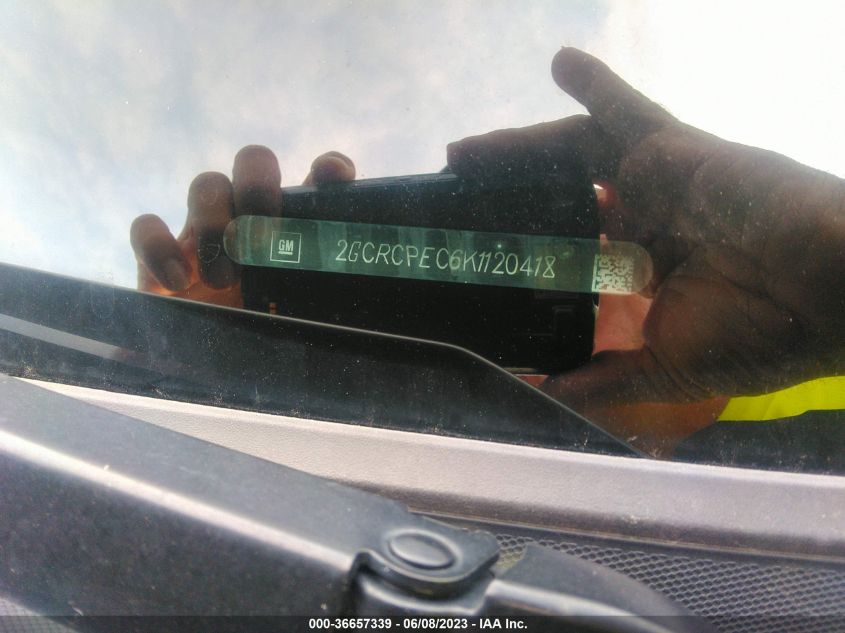 GM 2GCRCPEC6K1120418
000-36657339 - 06/08/2023 - IAA Inc.